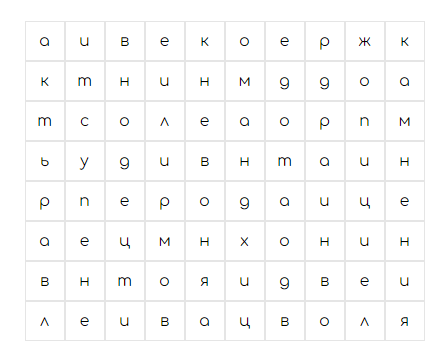 а и в е к о е р ж к
к т н и н м д д о а
т с о л е а о р п м
ь у д и в н т а и н
р п е р о д а и ц е
а е ц м н х о н и н
в н т о я и д в е и
л е и в а ц в о л я